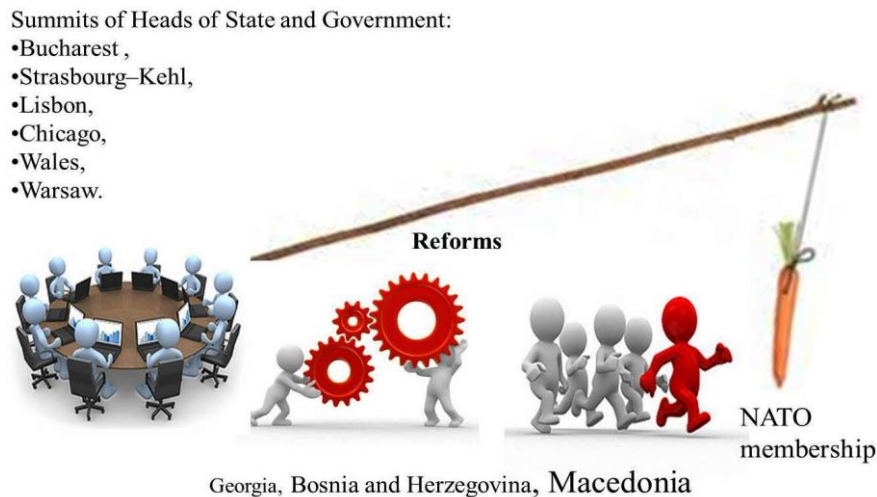 Summits of Heads of State and Government:
•Bucharest ,
•Strasbourg–Kehl,
•Lisbon,
•Chicago,
•Wales,
•Warsaw.
Reforms
NATO
membership
Georgia, Bosnia and Herzegovina, Macedonia